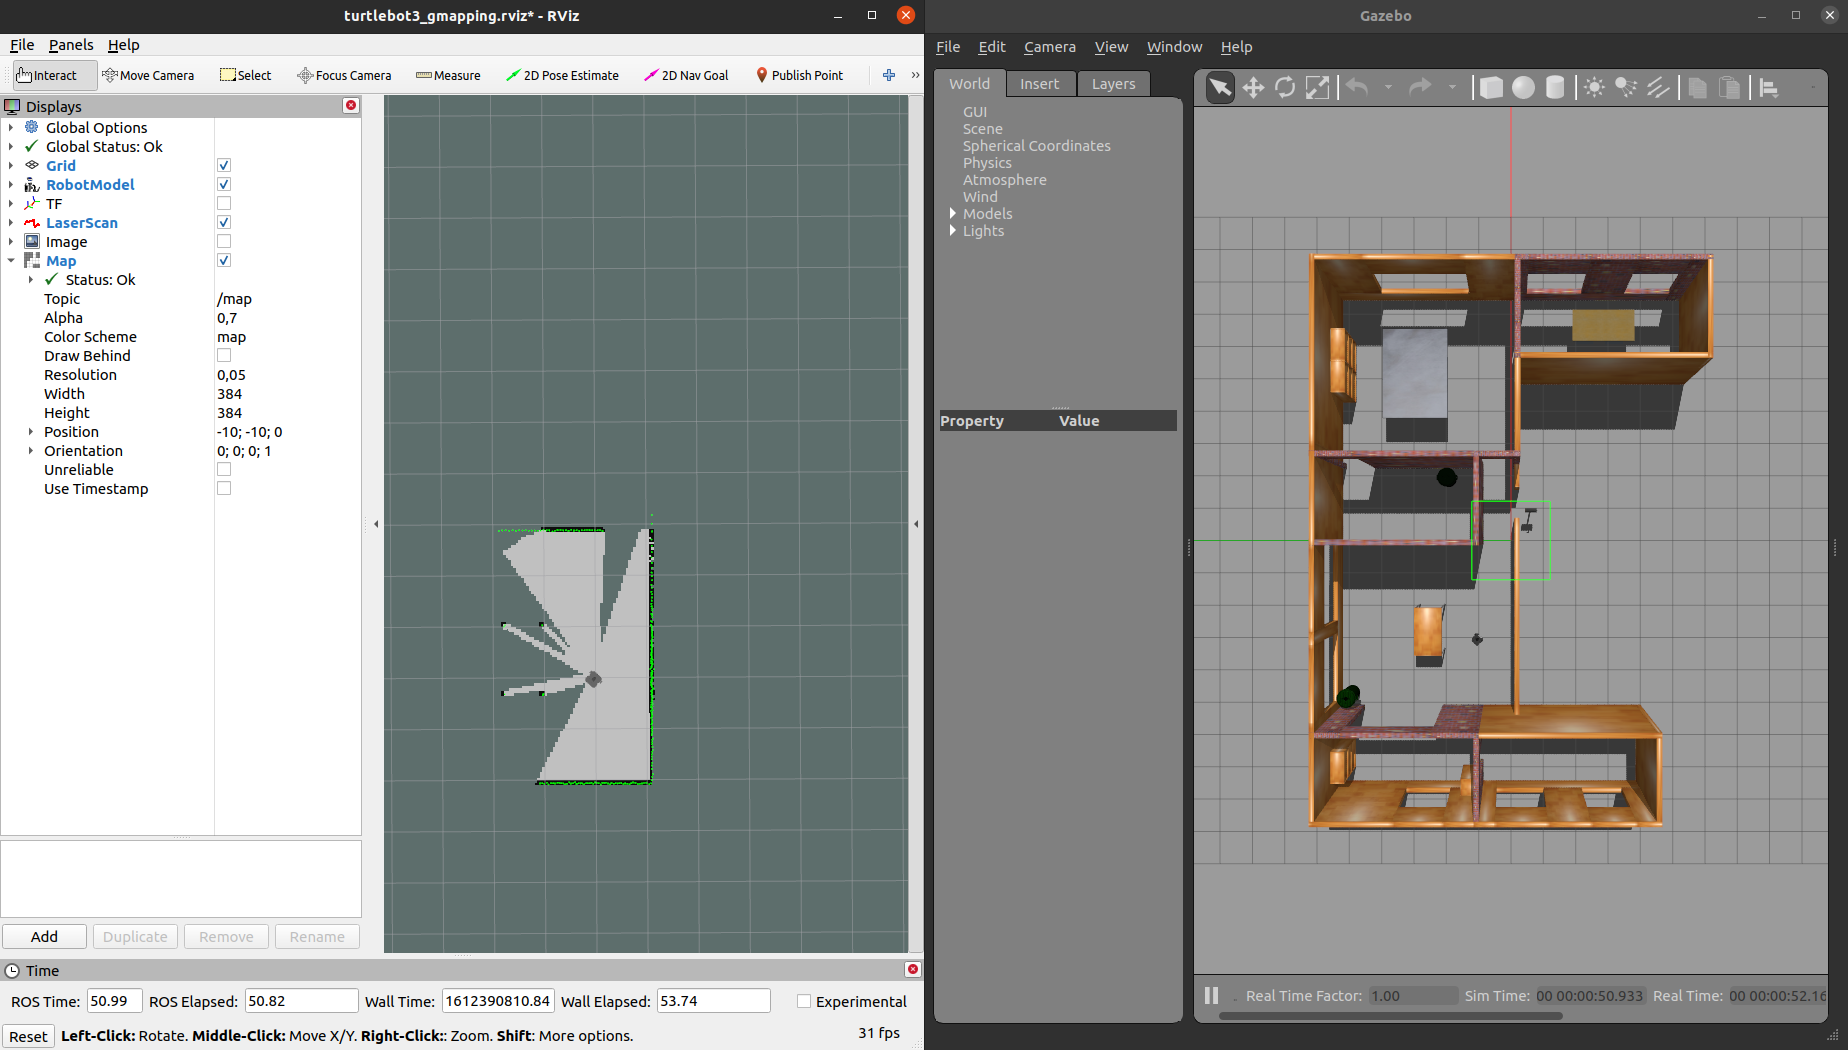 turtlebot3_gmapping.rviz* - RViz
File Panels Help
Interact Move Camera Select Focus Camera Measure 2D Pose Estimate 2D Nav Goal Publish Point »
Displays
Global Options
Global Status: Ok
Grid
RobotModel
TF
LaserScan
Image
Map
Status: Ok
Topic /map
Alpha 0,7
Color Scheme map
Draw Behind
Resolution 0,05
Width 384
Height 384
Position -10; -10; 0
Orientation 0; 0; 0; 1
Unreliable
Use Timestamp
Add Duplicate Remove Rename
Time
ROS Time: 50.99 ROS Elapsed: 50.82 Wall Time: 1612390810.84 Wall Elapsed: 53.74 Experimental
Reset Left-Click: Rotate. Middle-Click: Move X/Y. Right-Click:: Zoom. Shift: More options. 31 fps
Gazebo
File Edit Camera View Window Help
World Insert Layers
GUI
Scene
Spherical Coordinates
Physics
Atmosphere
Wind
Models
Lights
Property Value
Real Time Factor: 1.00 Sim Time: 00 00:00:50.933 Real Time: 00 00:00:52.16